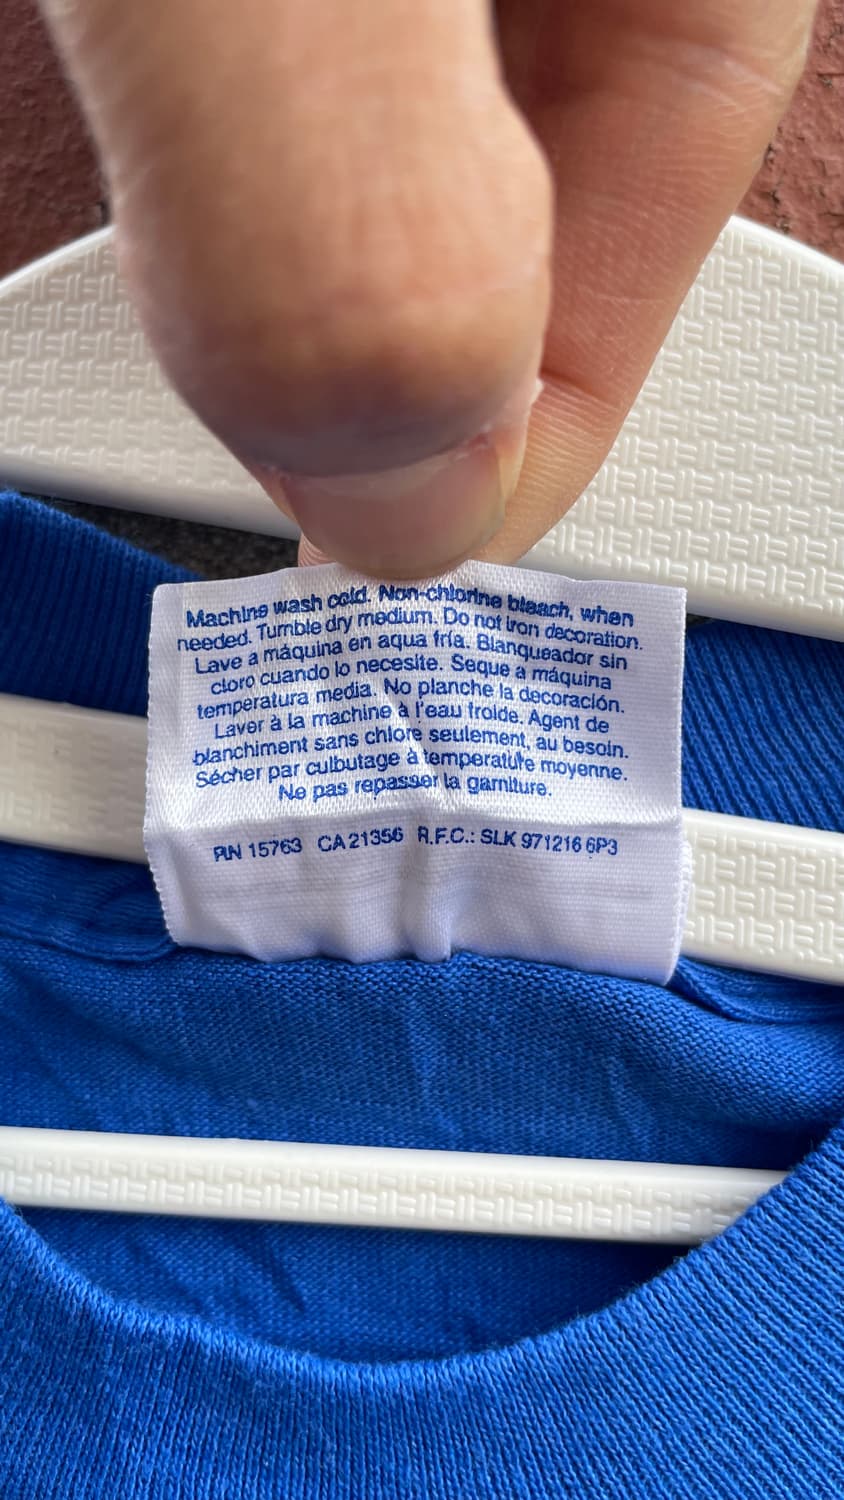 Machine wash cold. Non-chlorine bleach, when
needed. Tumble dry medium. Do not iron decoration.
Lave a máquina en aqua fría. Blanqueador sin
cloro cuando lo necesite. Seque a máquina
temperatura media. No planche la decoración.
Laver à la machine à l'eau froide. Agent de
blanchiment sans chlore seulement, au besoin.
Sécher par culbutage à temperature moyenne.
Ne pas repasser la garniture.
RN 15763 CA 21356 R.F.C.: SLK 971216 6P3